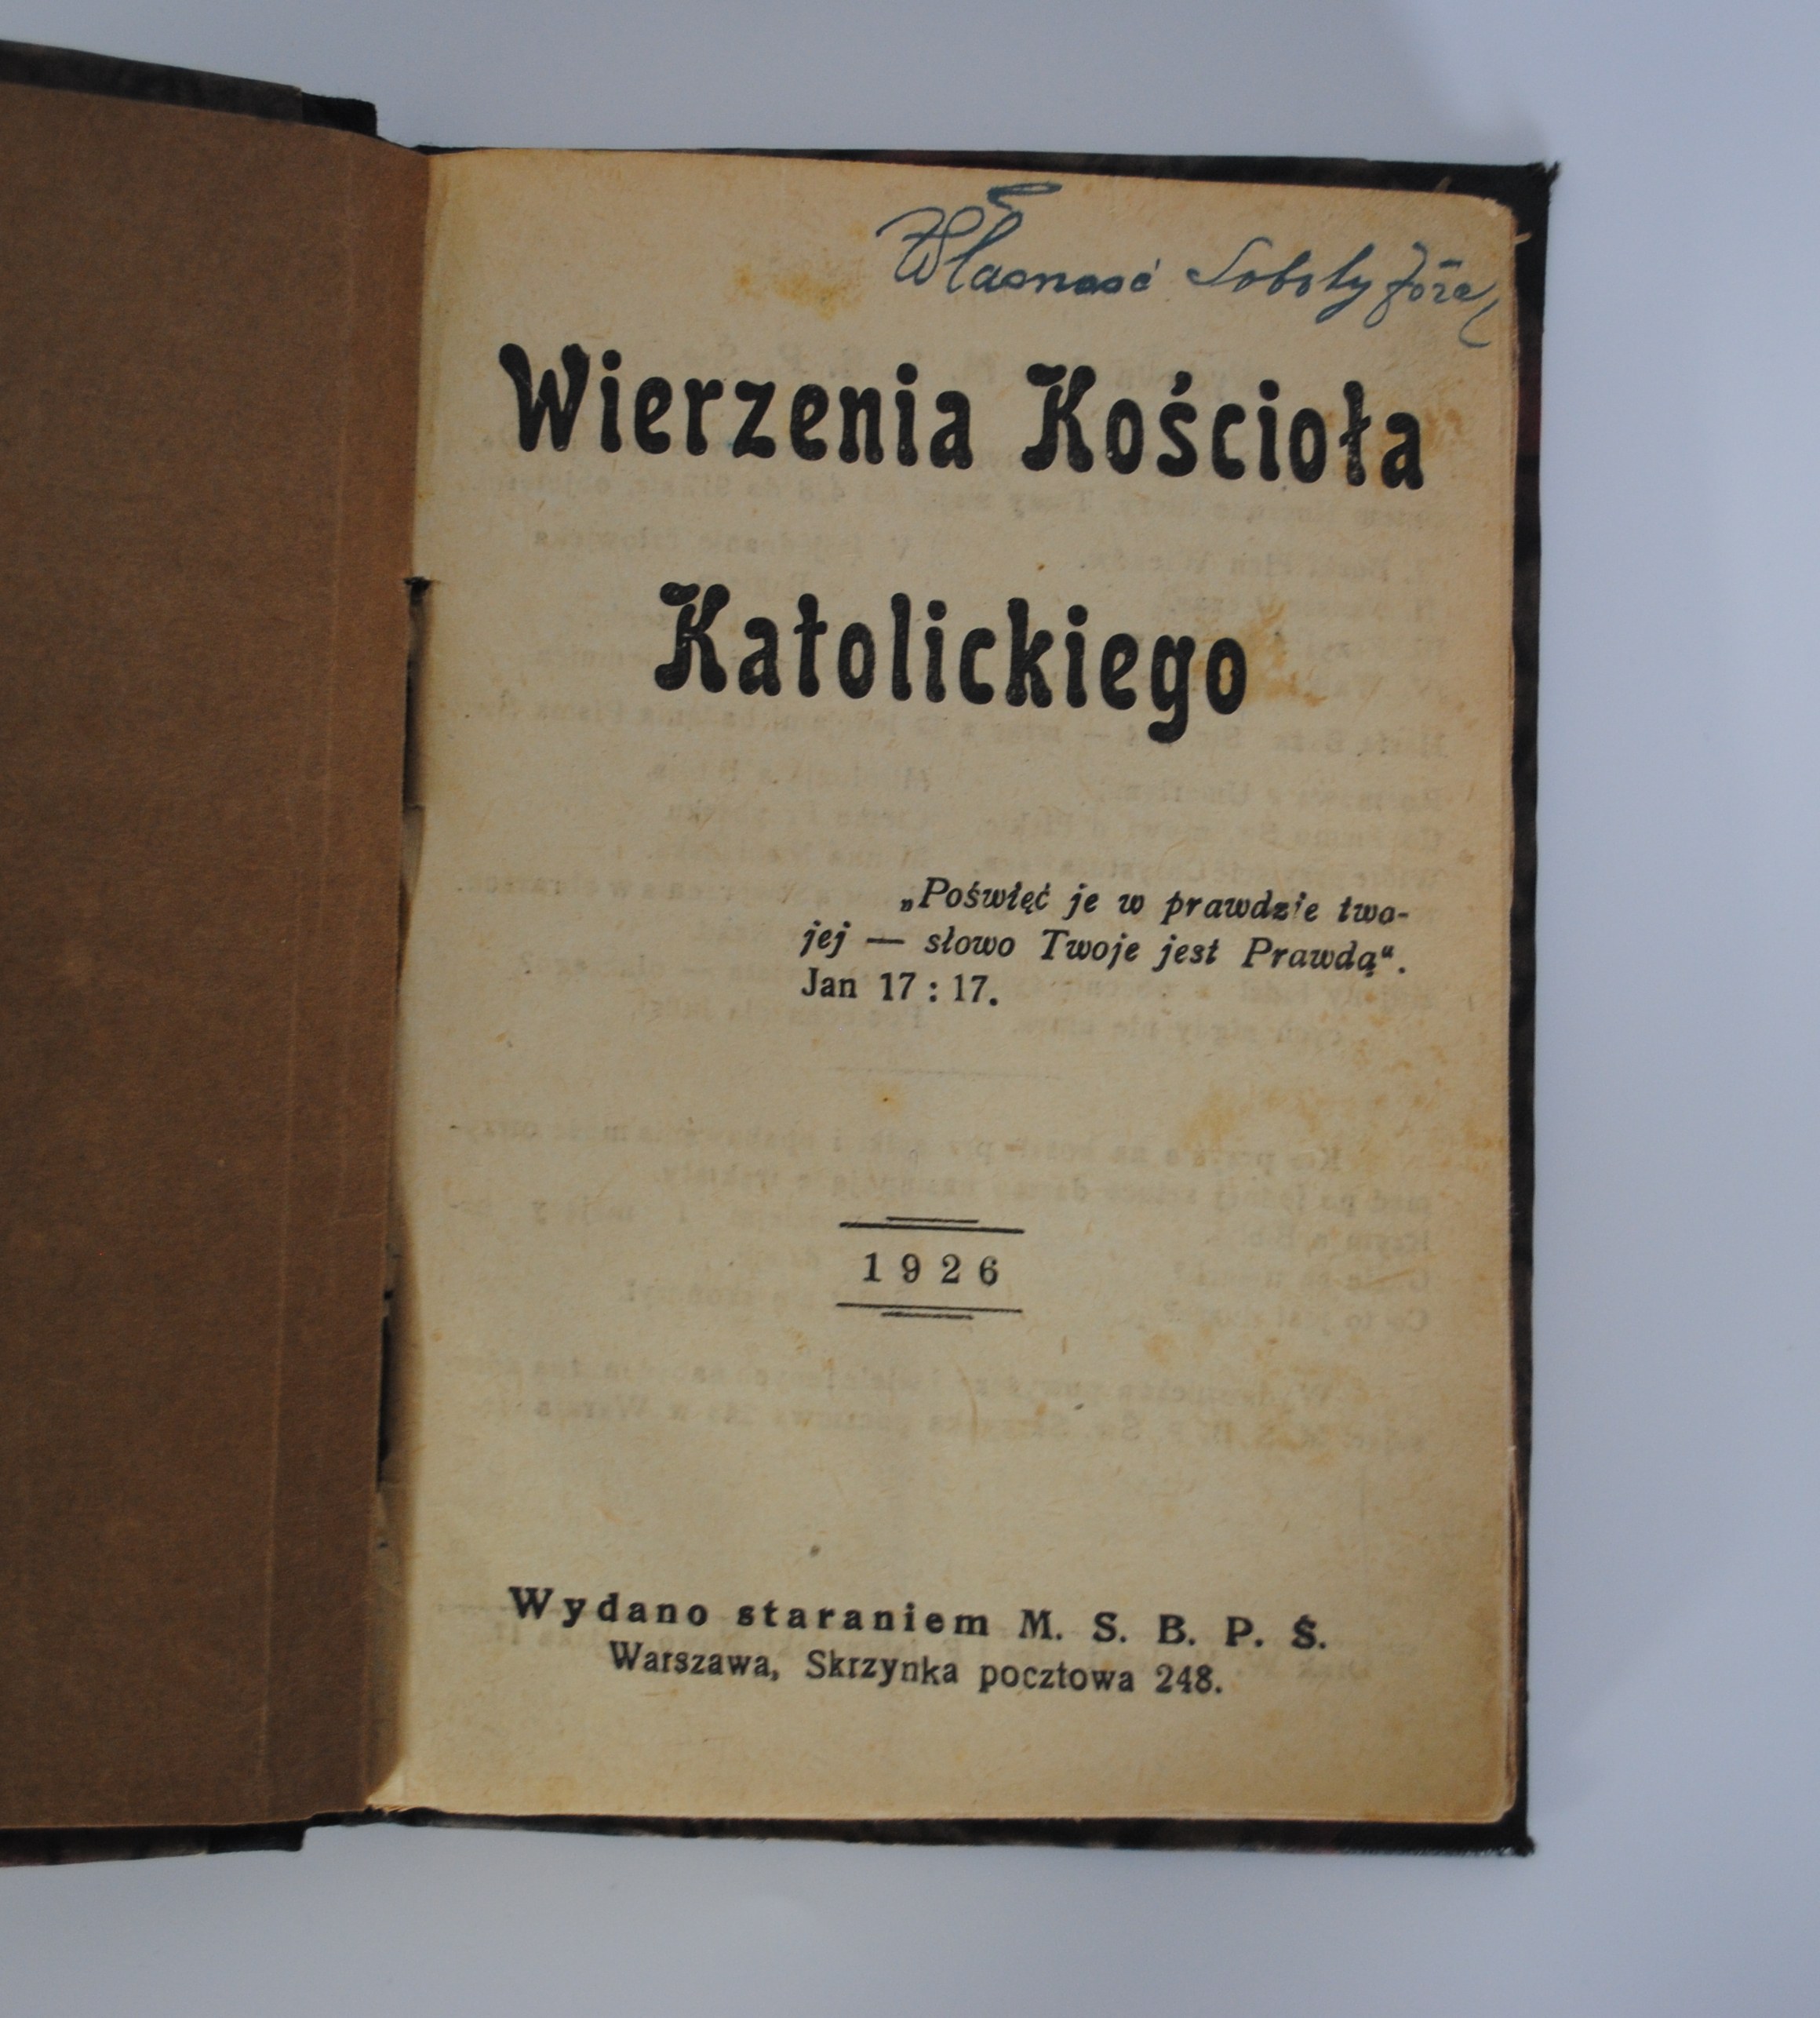 Własność Soboty
Wierzenia Kościoła
Katolickiego
„Poświęć je w prawdzie two-
jej — słowo Twoje jest Prawdą“.
Jan 17 : 17.
1926
Wydano staraniem M. S. B. P. Ś.
Warszawa, Skrzynka pocztowa 248.